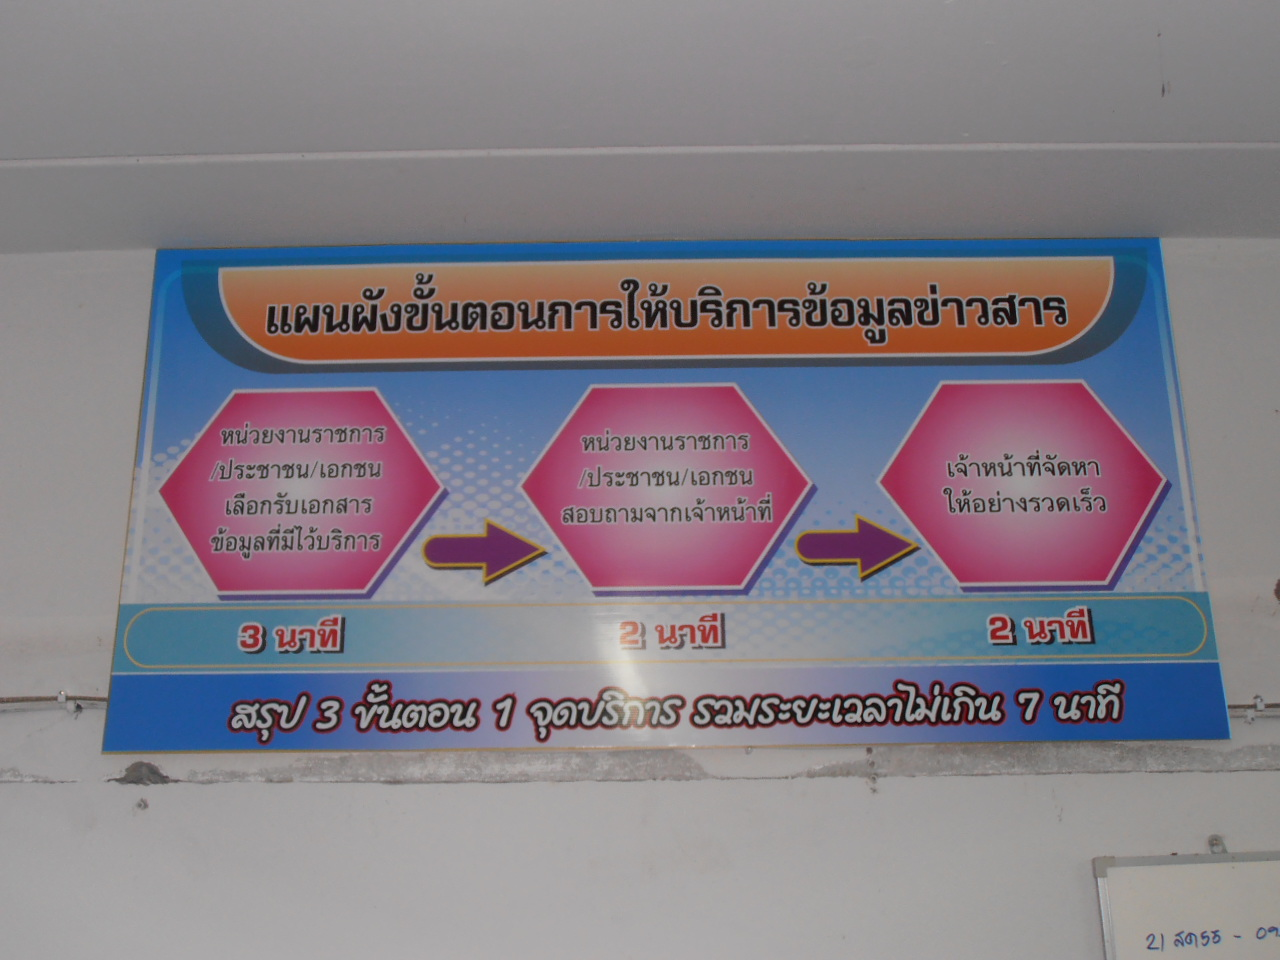 แผนผังขั้นตอนการให้บริการข้อมูลข่าวสาร
หน่วยงานราชการ
/ประชาชน/เอกชน
เลือกรับเอกสาร
ข้อมูลที่มีไว้บริการ
หน่วยงานราชการ
/ประชาชน/เอกชน
สอบถามจากเจ้าหน้าที่
เจ้าหน้าที่จัดหา
ให้อย่างรวดเร็ว
3 นาที
2 นาที
2 นาที
สรุป 3 ขั้นตอน 1 จุดบริการ รวมระยะเวลาไม่เกิน 7 นาที